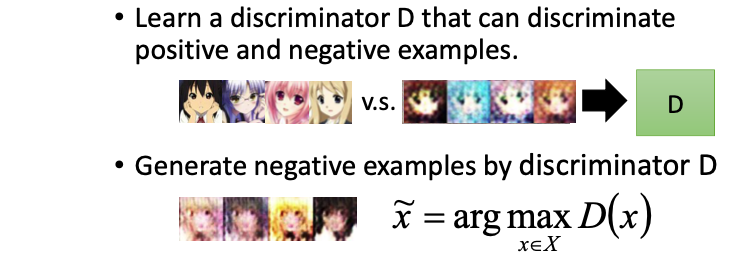 • Learn a discriminator D that can discriminate
positive and negative examples.
v.s.
D
• Generate negative examples by discriminator D
x̃ = arg max D(x)
x∈X